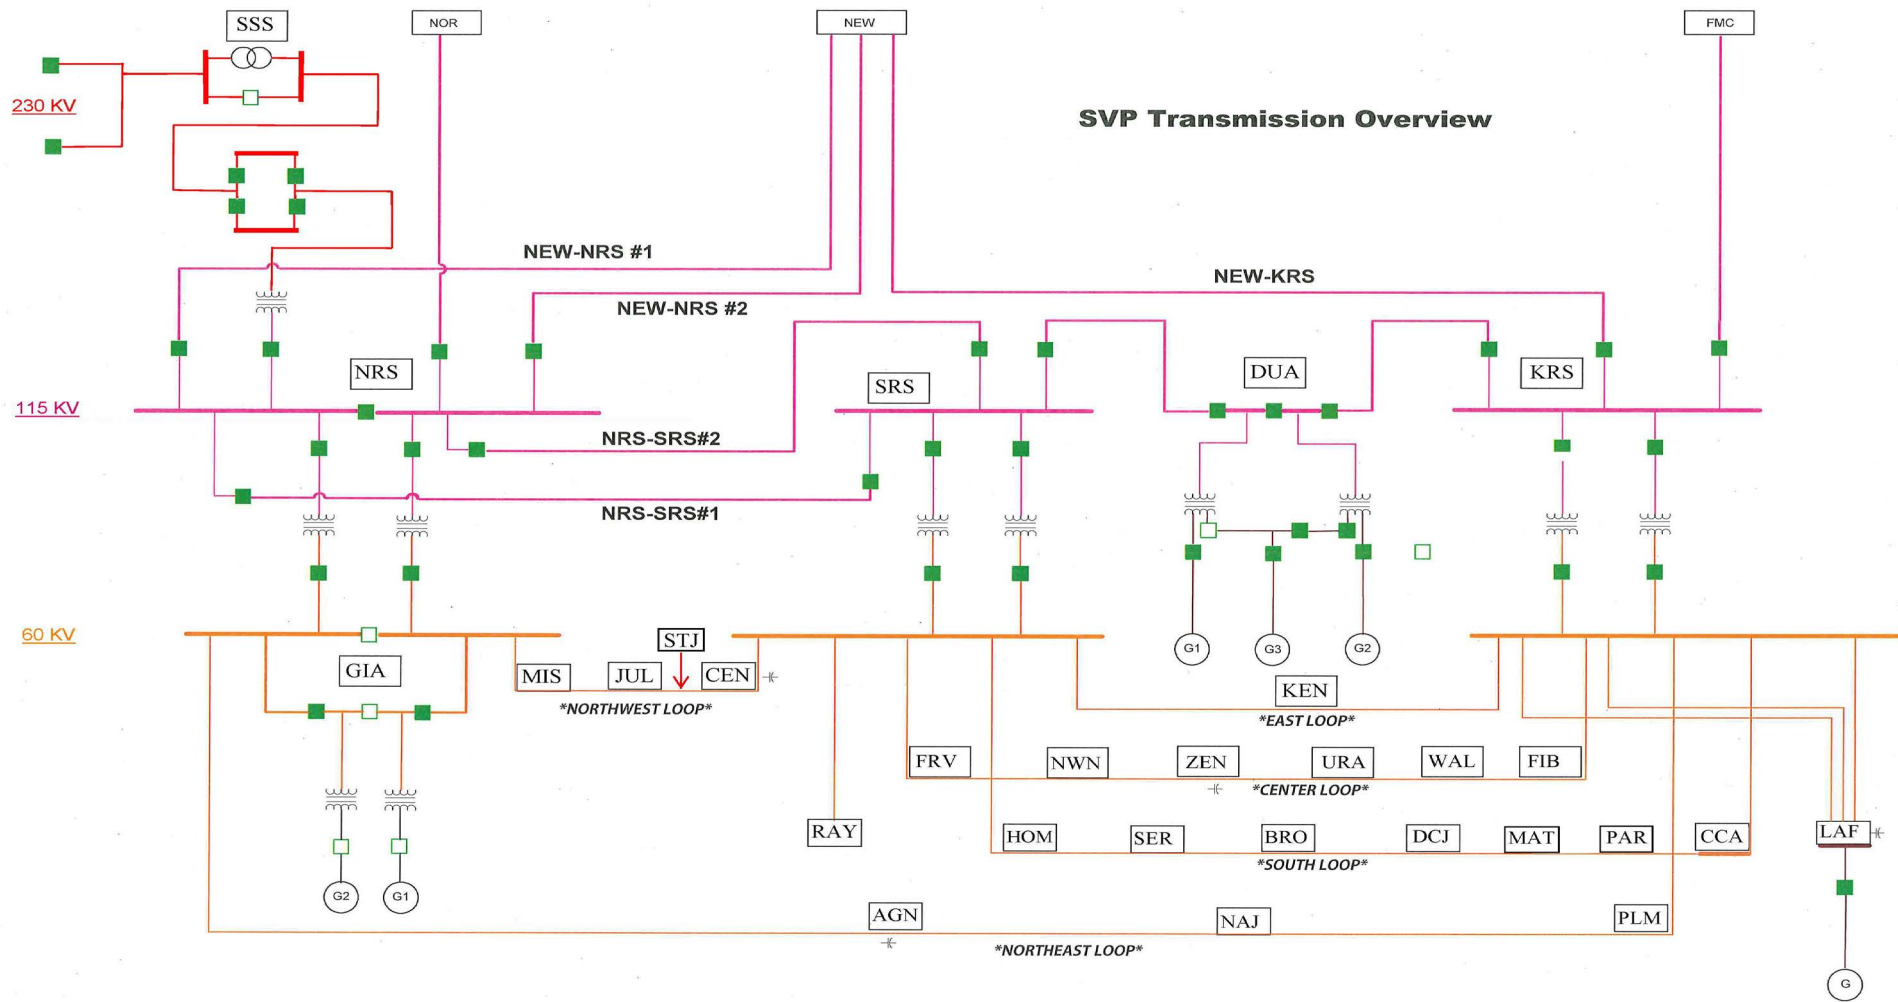 SSS
NOR
NEW
FMC
230 KV
SVP Transmission Overview
NEW-NRS #1
NEW-KRS
NEW-NRS #2
NRS
SRS
DUA
KRS
115 KV
NRS-SRS#2
NRS-SRS#1
60 KV
STJ
G1
G3
G2
GIA
MIS
JUL
CEN
KEN
*NORTHWEST LOOP*
*EAST LOOP*
FRV
NWN
ZEN
URA
WAL
FIB
*CENTER LOOP*
RAY
HOM
SER
BRO
DCJ
MAT
PAR
CCA
LAF
*SOUTH LOOP*
G2
G1
AGN
NAJ
PLM
*NORTHEAST LOOP*
G